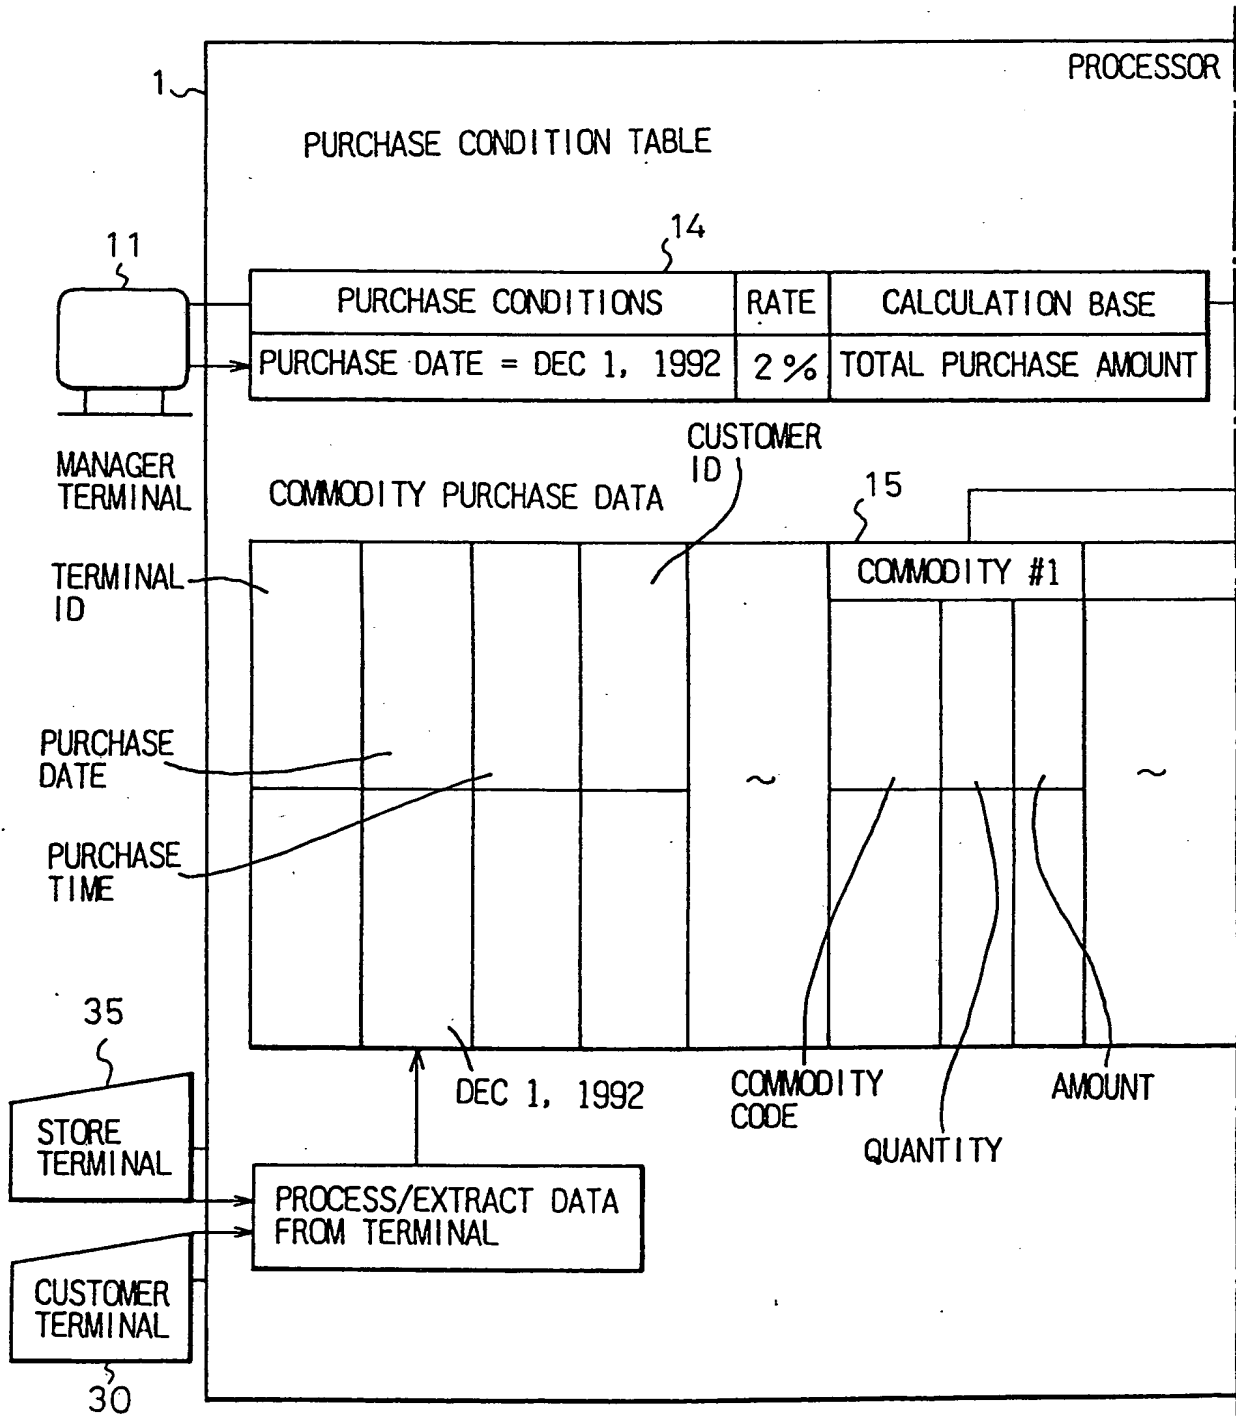 PROCESSOR
1
PURCHASE CONDITION TABLE
14
11
PURCHASE CONDITIONS
RATE
CALCULATION BASE
PURCHASE DATE = DEC 1, 1992
2%
TOTAL PURCHASE AMOUNT
CUSTOMER
ID
MANAGER
TERMINAL
COMMODITY PURCHASE DATA
15
TERMINAL
ID
COMMODITY #1
PURCHASE
DATE
~
~
PURCHASE
TIME
35
DEC 1, 1992
COMMODITY
CODE
AMOUNT
QUANTITY
STORE
TERMINAL
PROCESS/EXTRACT DATA
FROM TERMINAL
CUSTOMER
TERMINAL
30